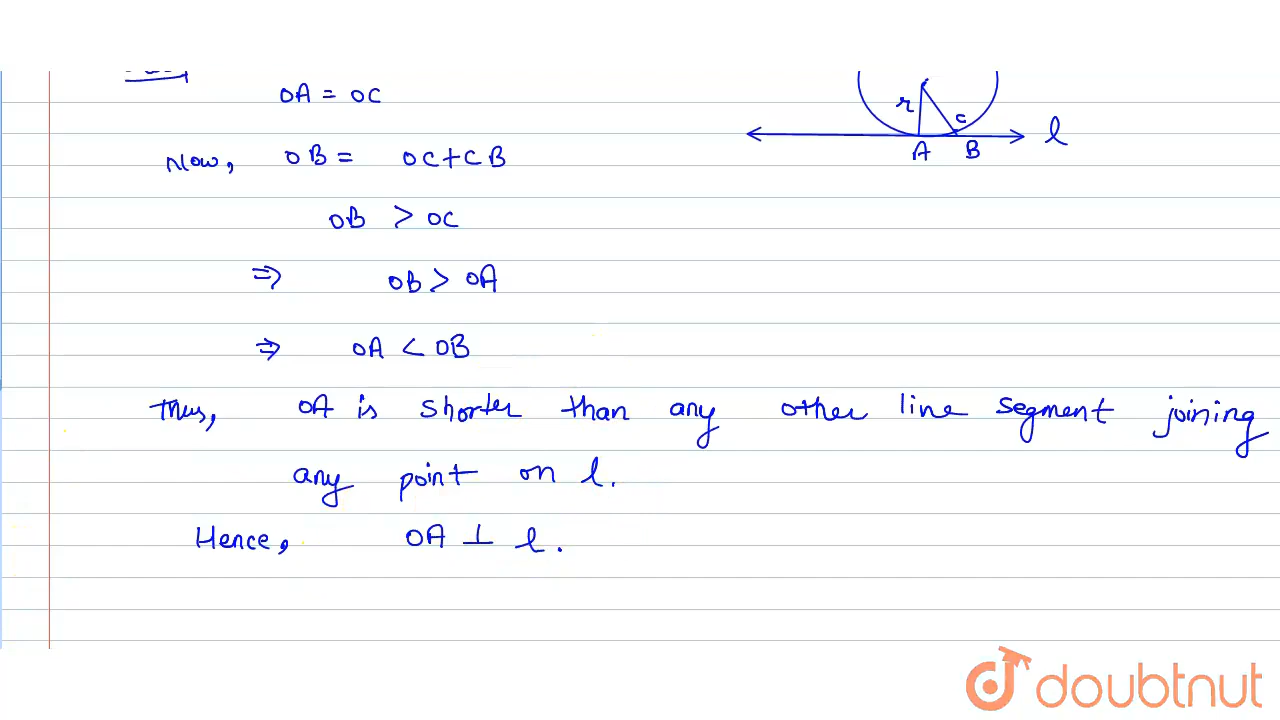 OA = OC
r
C
l
A B
Now, OB = OC + CB
OB > OC
⇒ OB > OA
⇒ OA < OB
Thus, OA is shorter than any other line segment joining
any point on l.
Hence, OA ⊥ l.
doubtnut